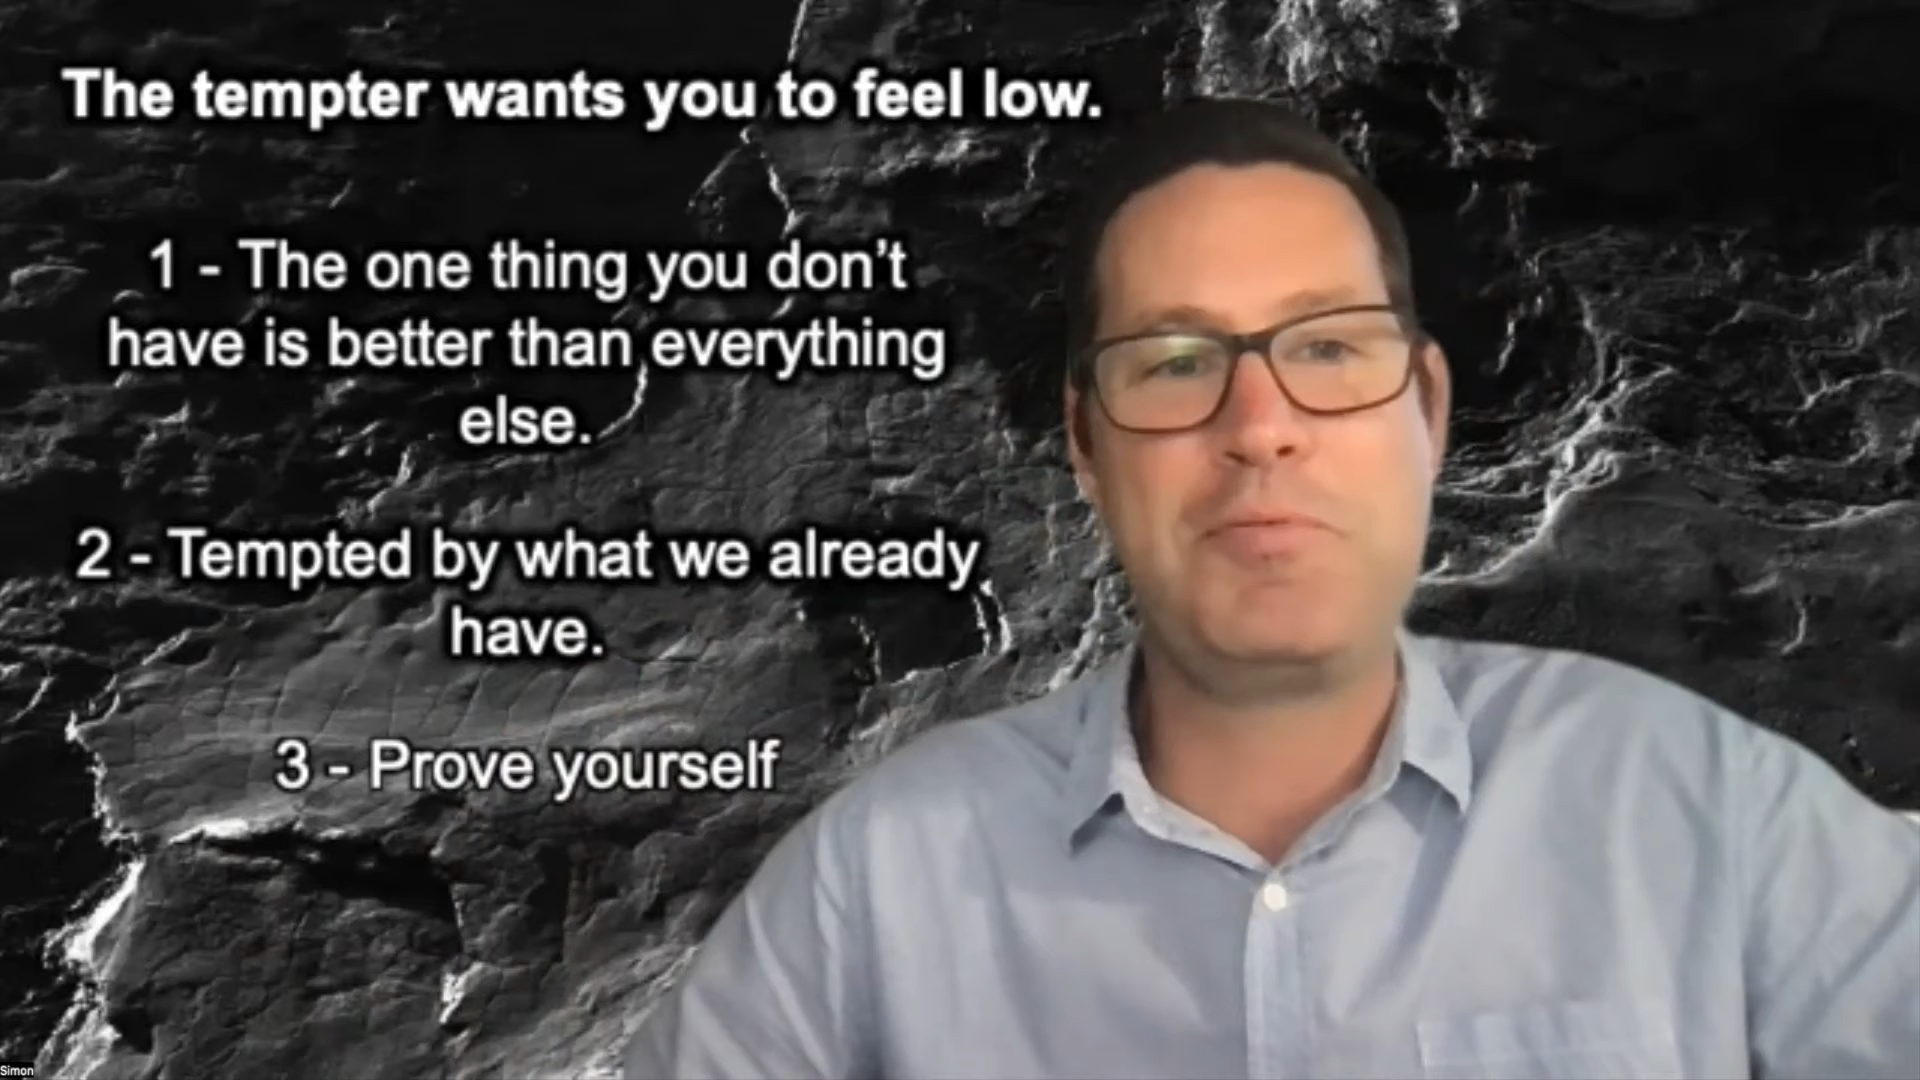 The tempter wants you to feel low.
1 - The one thing you don't
have is better than everything
else.
2 - Tempted by what we already
have.
3 - Prove yourself
Simon